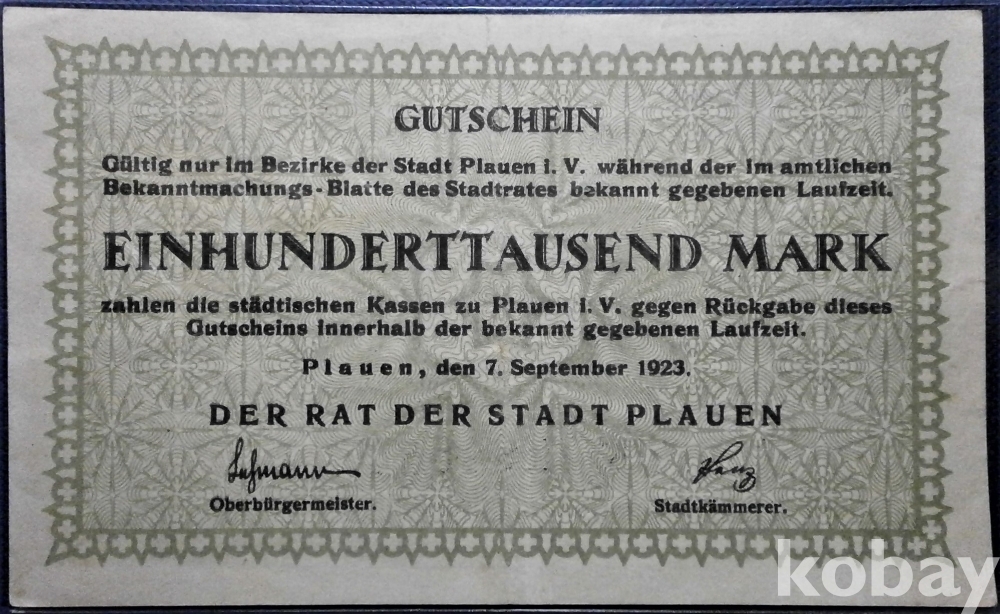 GUTSCHEIN
Gültig nur im Bezirke der Stadt Plauen i. V. während der im amtlichen
Bekanntmachungs-Blatte des Stadtrates bekannt gegebenen Laufzeit.
EINHUNDERTTAUSEND MARK
zahlen die städtischen Kassen zu Plauen i. V. gegen Rückgabe dieses
Gutscheins innerhalb der bekannt gegebenen Laufzeit.
Plauen, den 7. September 1923.
DER RAT DER STADT PLAUEN
Lehmann
Oberbürgermeister. Stadtkämmerer.
kobay